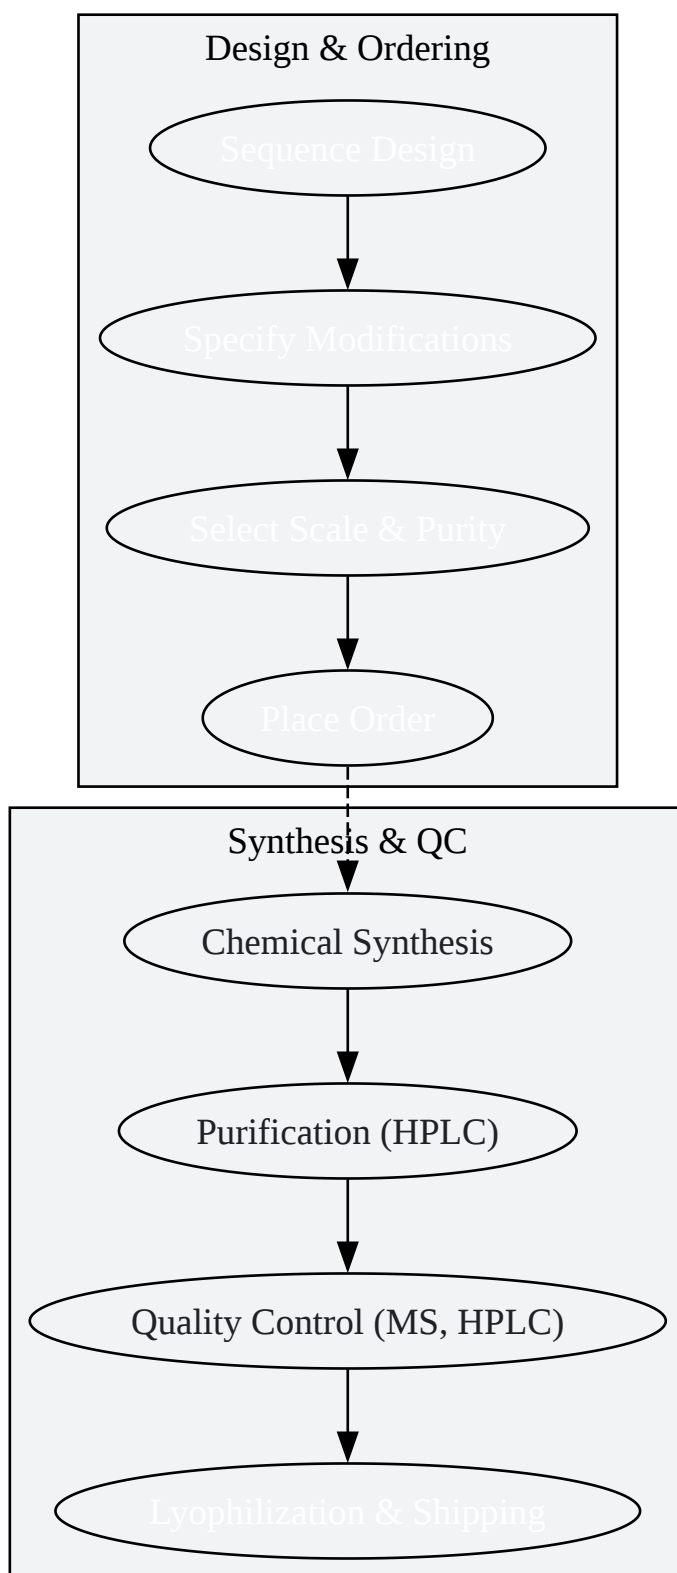 Design & Ordering
Sequence Design
Specify Modifications
Select Scale & Purity
Place Order
Synthesis & QC
Chemical Synthesis
Purification (HPLC)
Quality Control (MS, HPLC)
Lyophilization & Shipping